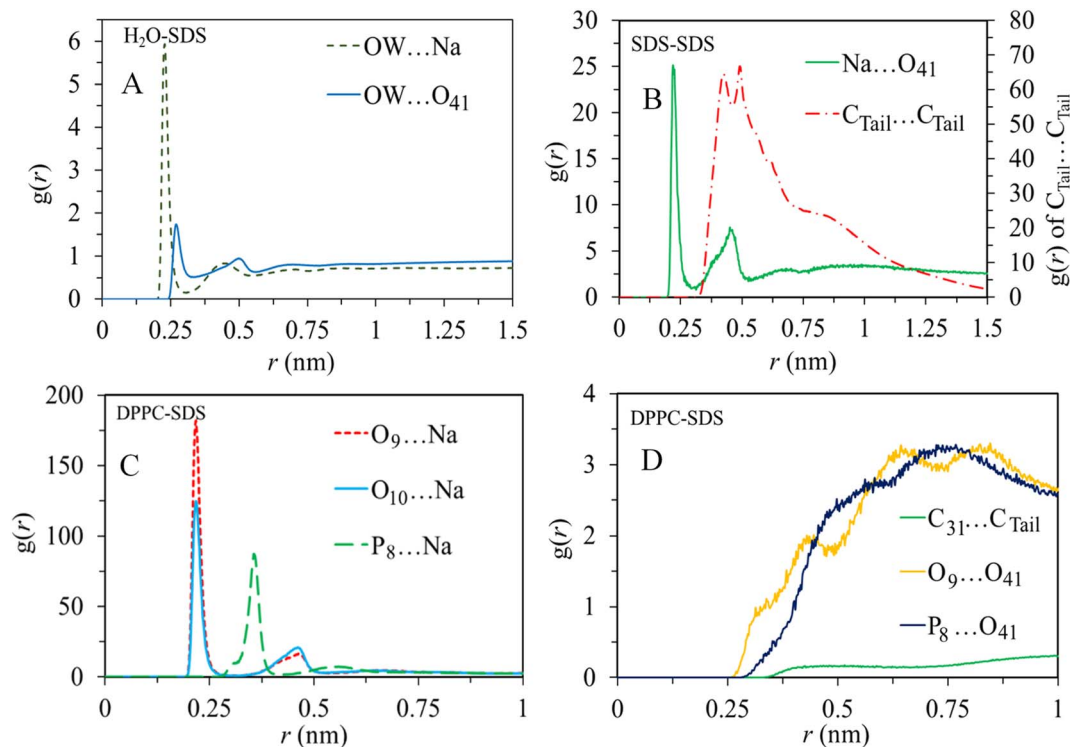 H₂O-SDS
A
OW...Na
OW...O₄₁
g(r)
6
5
4
3
2
1
0
0 0.25 0.5 0.75 1 1.25 1.5
r (nm)
SDS-SDS
B
Na...O₄₁
C_Tail...C_Tail
g(r)
30
25
20
15
10
5
0
80
70
60
50
40
30
20
10
0
g(r) of C_Tail...C_Tail
0 0.25 0.5 0.75 1 1.25 1.5
r (nm)
DPPC-SDS
C
O₉...Na
O₁₀...Na
P₈...Na
g(r)
200
150
100
50
0
0 0.25 0.5 0.75 1
r (nm)
DPPC-SDS
D
C₃₁...C_Tail
O₉...O₄₁
P₈...O₄₁
g(r)
4
3
2
1
0
0 0.25 0.5 0.75 1
r (nm)